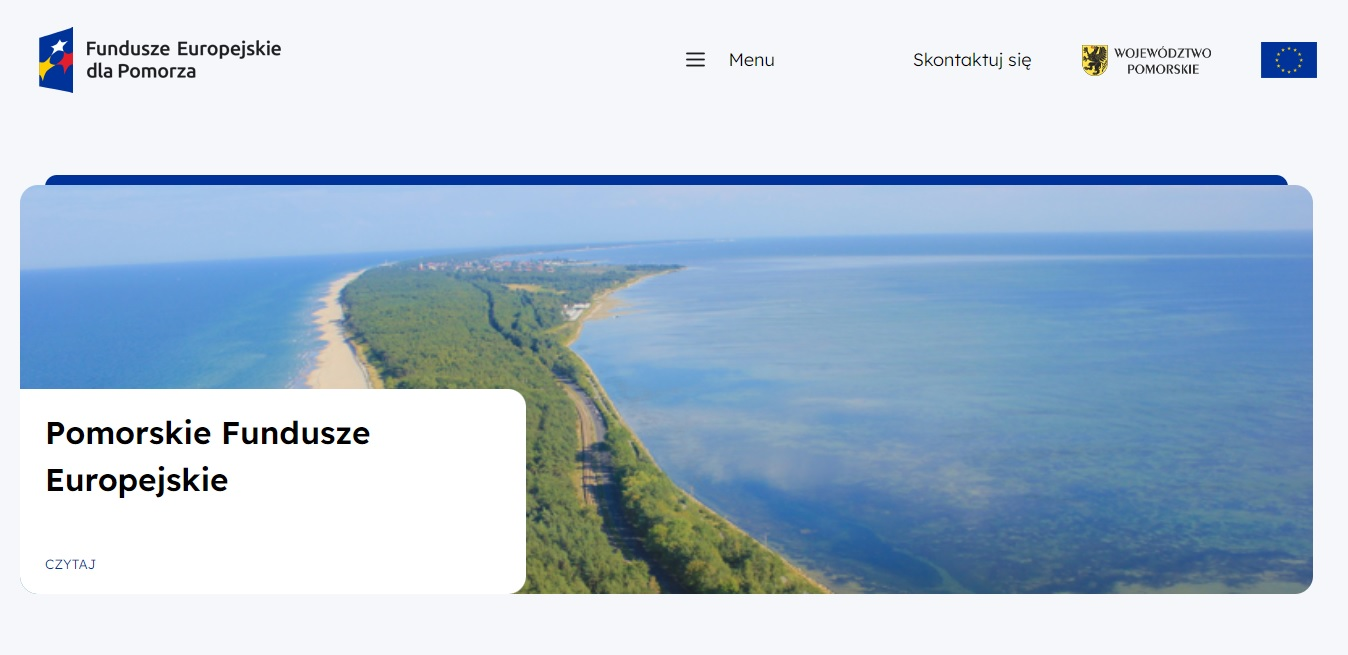 Fundusze Europejskie
dla Pomorza
Menu
Skontaktuj się
WOJEWÓDZTWO
POMORSKIE
Pomorskie Fundusze
Europejskie
CZYTAJ